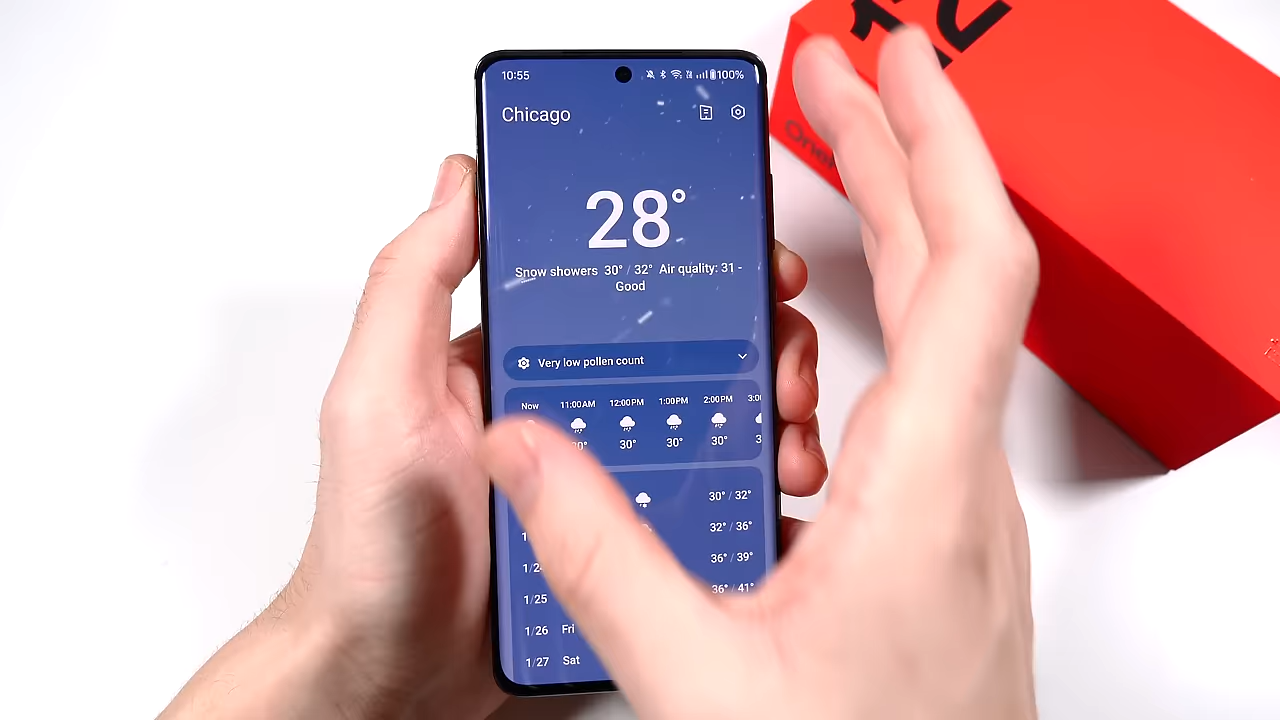 12
10:55
100%
Chicago
28°
Snow showers 30° / 32° Air quality: 31 -
Good
Very low pollen count
Now 11:00AM 12:00PM 1:00PM 2:00PM
30° 30° 30°
30° / 32°
32° / 36°
36° / 39°
36° / 41°
1/25
1/26 Fri
1/27 Sat